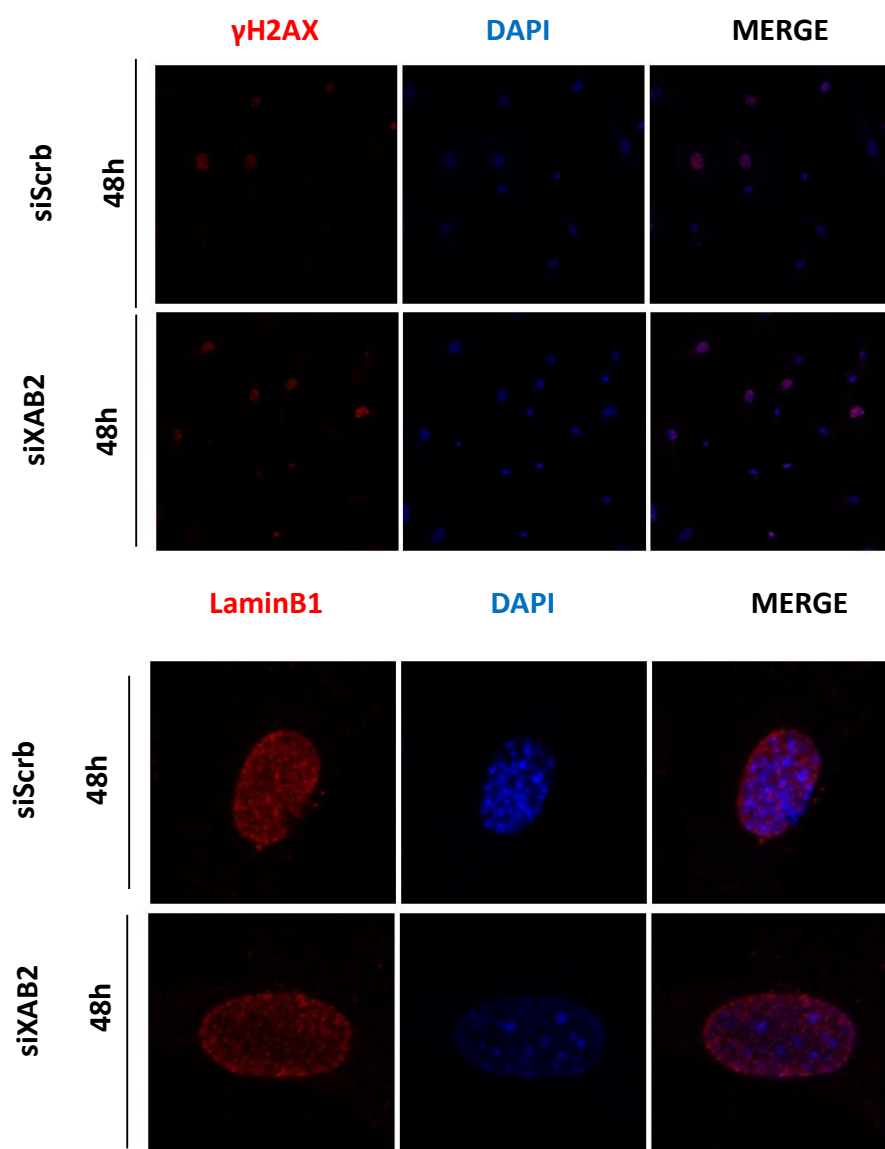 γH2AX DAPI MERGE
siScrb 48h
siXAB2 48h
LaminB1 DAPI MERGE
siScrb 48h
siXAB2 48h